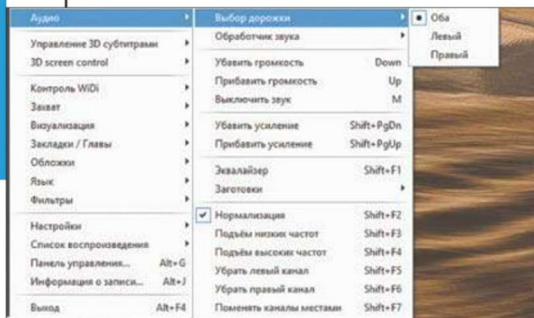 Аудио
Управление 3D субтитрами
3D screen control
Контроль WiDi
Захват
Визуализация
Закладки / Главы
Обложки
Язык
Фильтры
Настройки
Список воспроизведения
Панель управления... Alt+G
Информация о записи... Alt+J
Выход Alt+F4
Выбор дорожки
Обработчик звука
Убавить громкость Down
Прибавить громкость Up
Выключить звук M
Убавить усиление Shift+PgDn
Прибавить усиление Shift+PgUp
Эквалайзер Shift+F1
Заготовки
Нормализация Shift+F2
Подъём низких частот Shift+F3
Подъём высоких частот Shift+F4
Убрать левый канал Shift+F5
Убрать правый канал Shift+F6
Поменять каналы местами Shift+F7
Оба
Левый
Правый